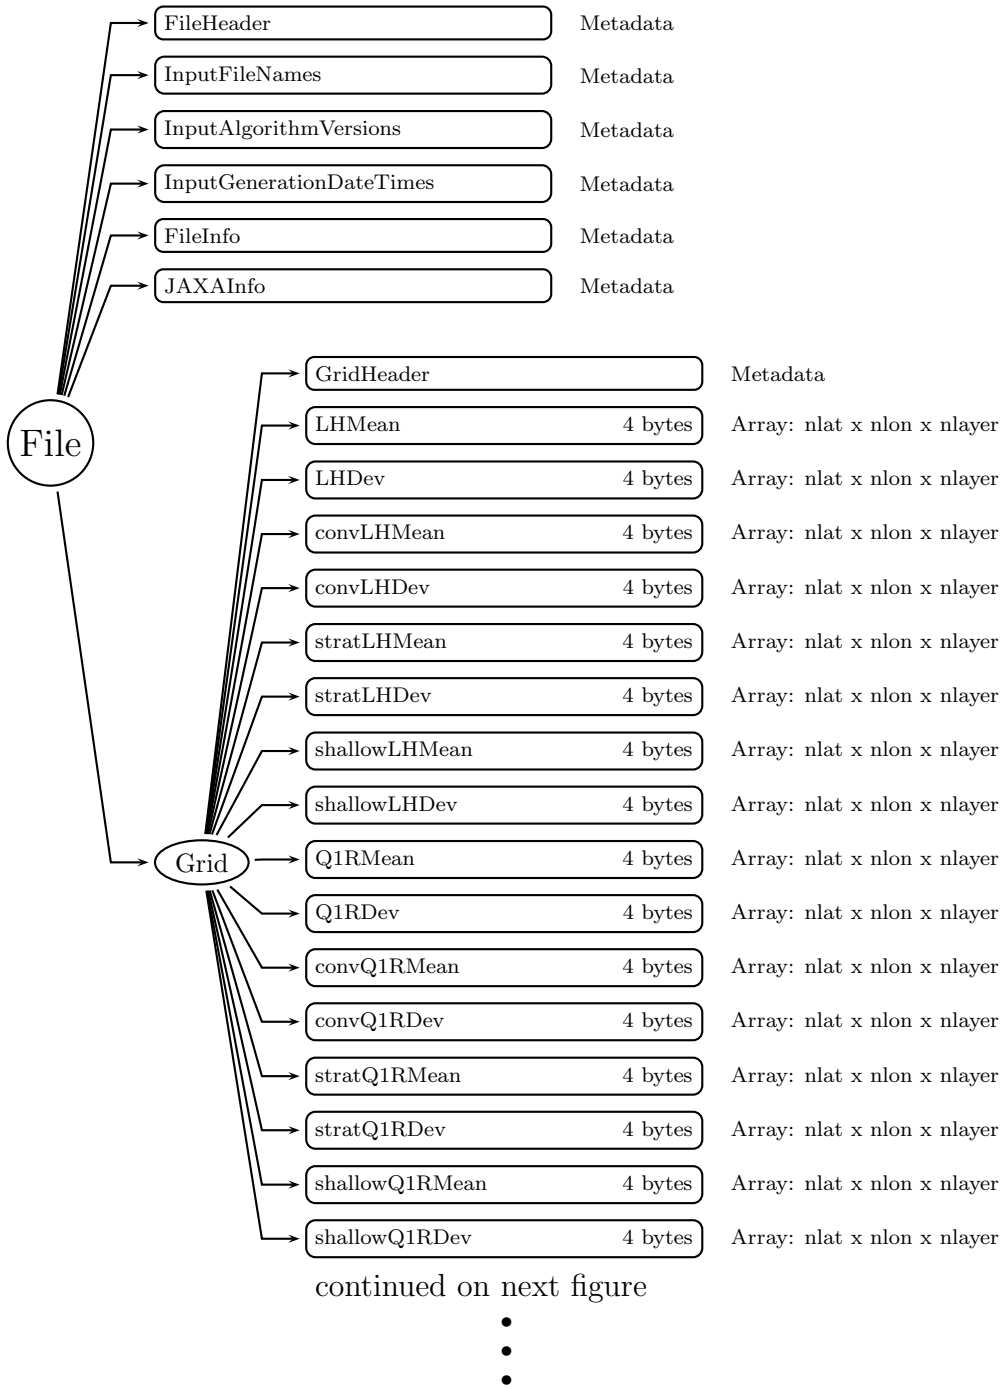 FileHeader Metadata
InputFileNames Metadata
InputAlgorithmVersions Metadata
InputGenerationDateTimes Metadata
FileInfo Metadata
JAXAInfo Metadata
GridHeader Metadata
File
LHMean 4 bytes Array: nlat x nlon x nlayer
LHDev 4 bytes Array: nlat x nlon x nlayer
convLHMean 4 bytes Array: nlat x nlon x nlayer
convLHDev 4 bytes Array: nlat x nlon x nlayer
stratLHMean 4 bytes Array: nlat x nlon x nlayer
stratLHDev 4 bytes Array: nlat x nlon x nlayer
shallowLHMean 4 bytes Array: nlat x nlon x nlayer
shallowLHDev 4 bytes Array: nlat x nlon x nlayer
Grid
Q1RMean 4 bytes Array: nlat x nlon x nlayer
Q1RDev 4 bytes Array: nlat x nlon x nlayer
convQ1RMean 4 bytes Array: nlat x nlon x nlayer
convQ1RDev 4 bytes Array: nlat x nlon x nlayer
stratQ1RMean 4 bytes Array: nlat x nlon x nlayer
stratQ1RDev 4 bytes Array: nlat x nlon x nlayer
shallowQ1RMean 4 bytes Array: nlat x nlon x nlayer
shallowQ1RDev 4 bytes Array: nlat x nlon x nlayer
continued on next figure